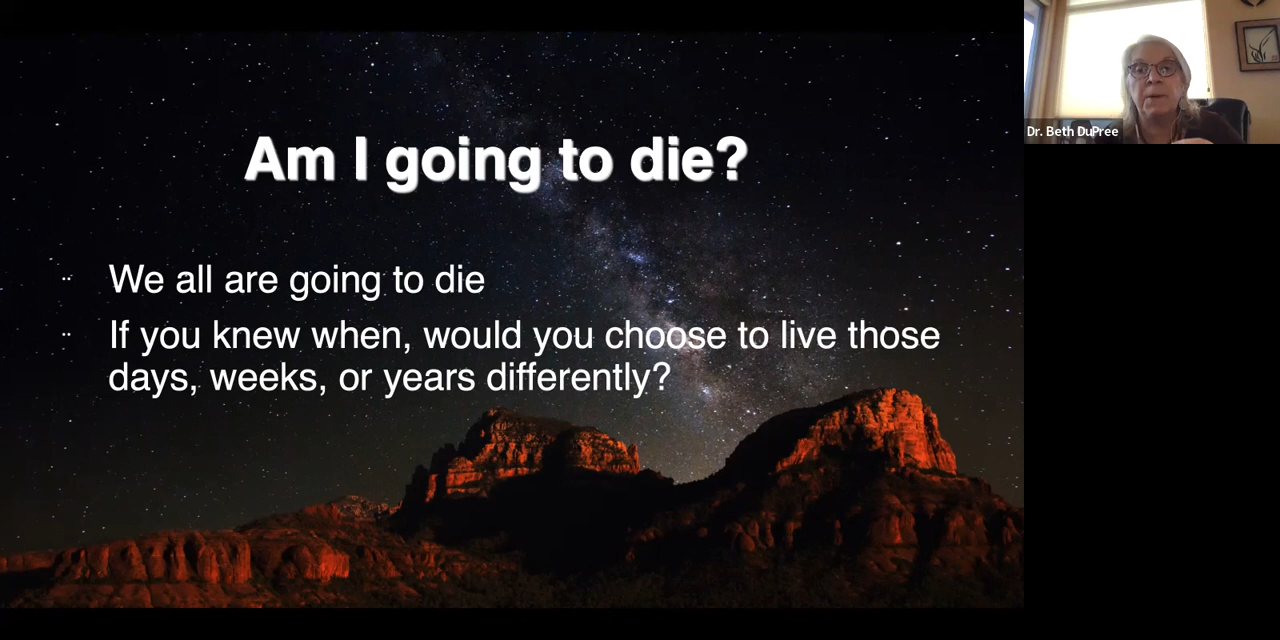 Am I going to die?
We all are going to die
If you knew when, would you choose to live those
days, weeks, or years differently?
Dr. Beth DuPree